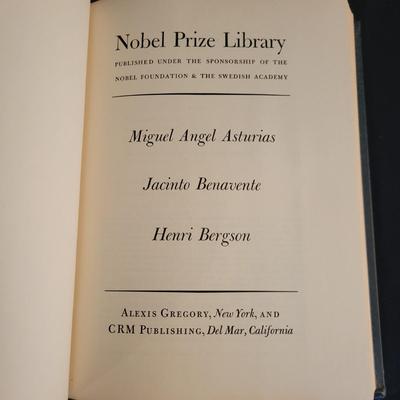 Nobel Prize Library
PUBLISHED UNDER THE SPONSORSHIP OF THE
NOBEL FOUNDATION & THE SWEDISH ACADEMY
Miguel Angel Asturias
Jacinto Benavente
Henri Bergson
ALEXIS GREGORY, New York, AND
CRM PUBLISHING, Del Mar, California